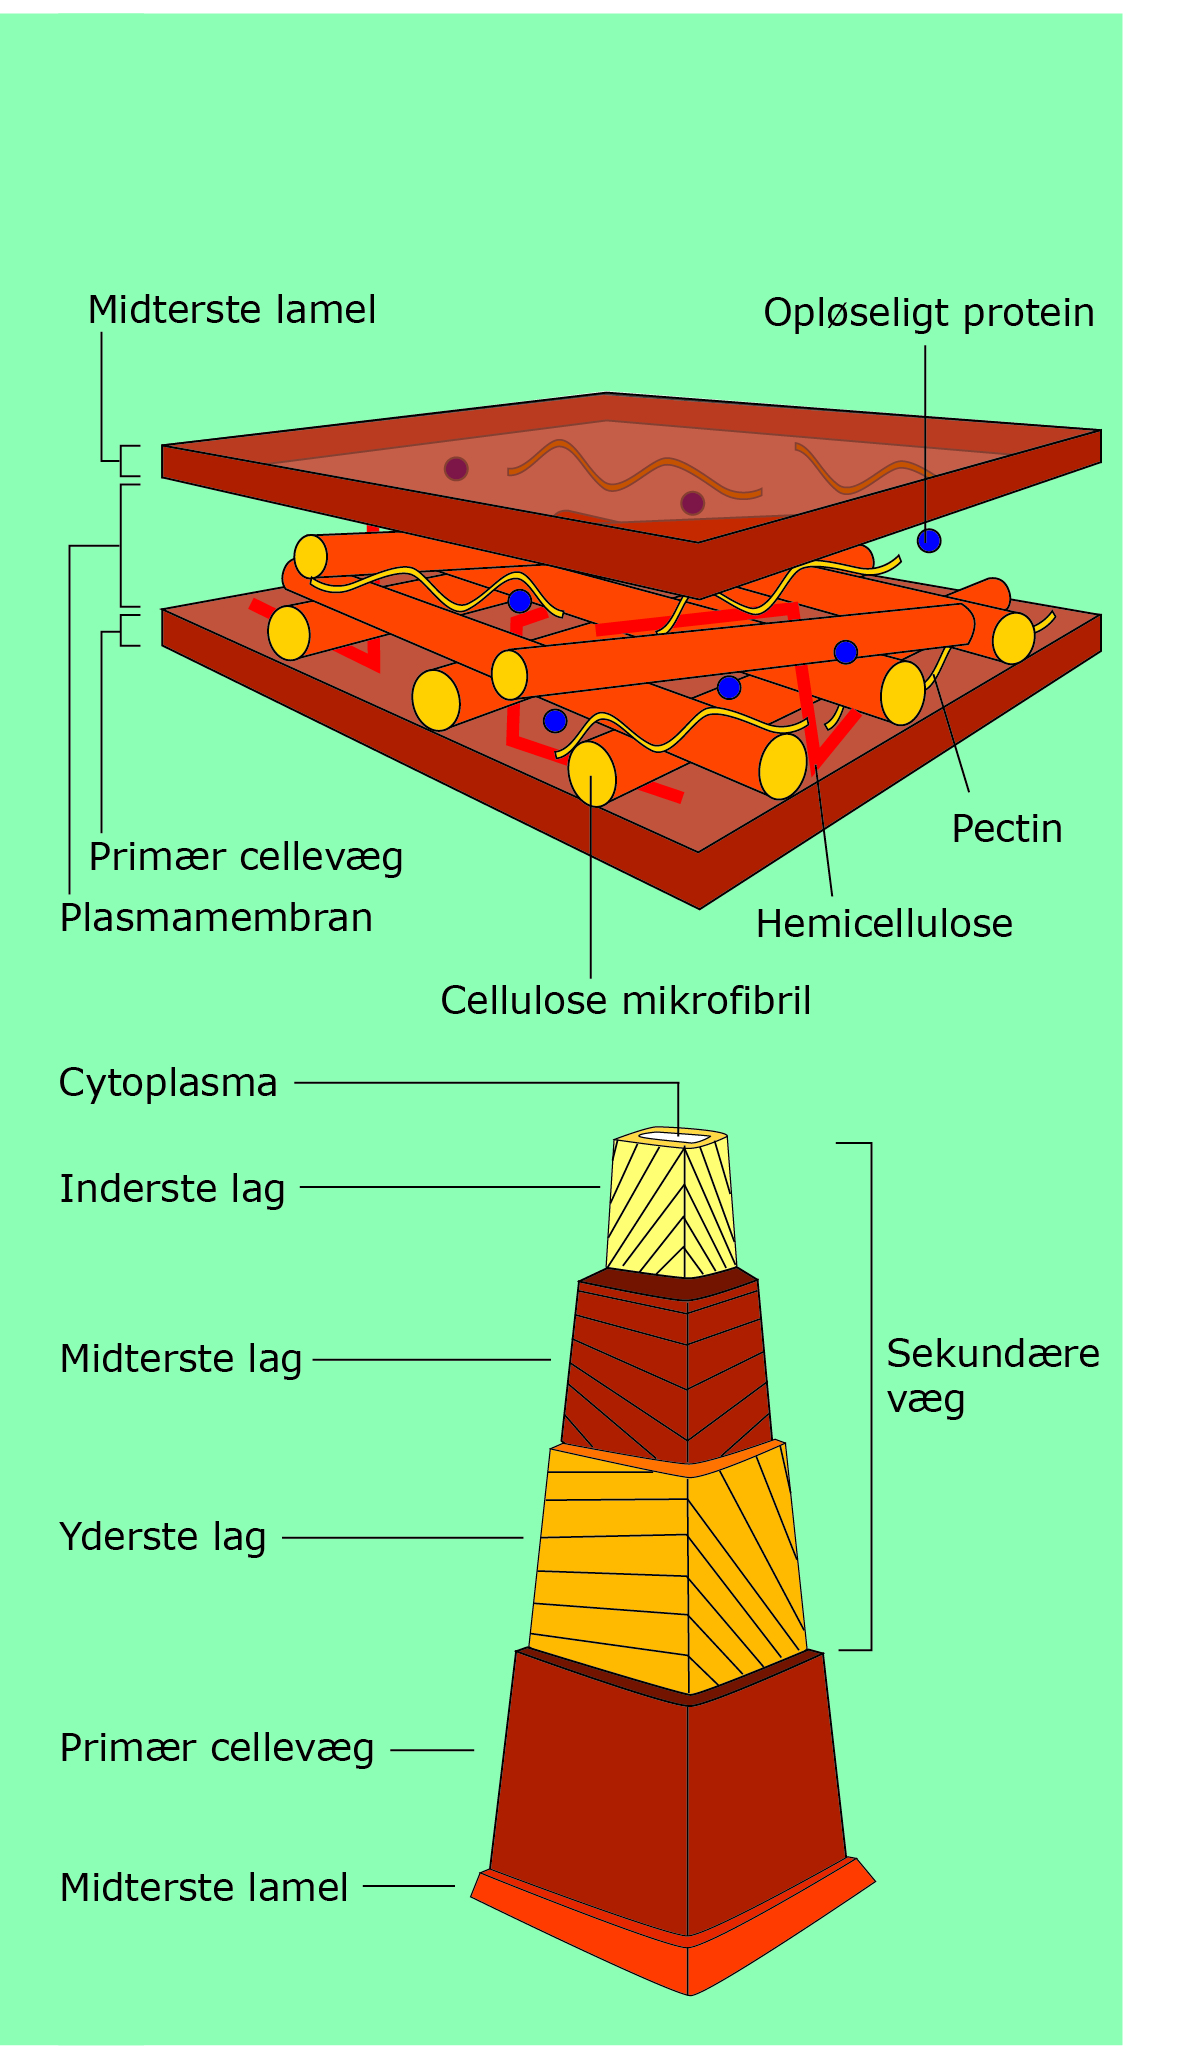 Midterste lamel
Opløseligt protein
Pectin
Primær cellevæg
Plasmamembran
Hemicellulose
Cellulose mikrofibril
Cytoplasma
Inderste lag
Midterste lag
Sekundære
væg
Yderste lag
Primær cellevæg
Midterste lamel